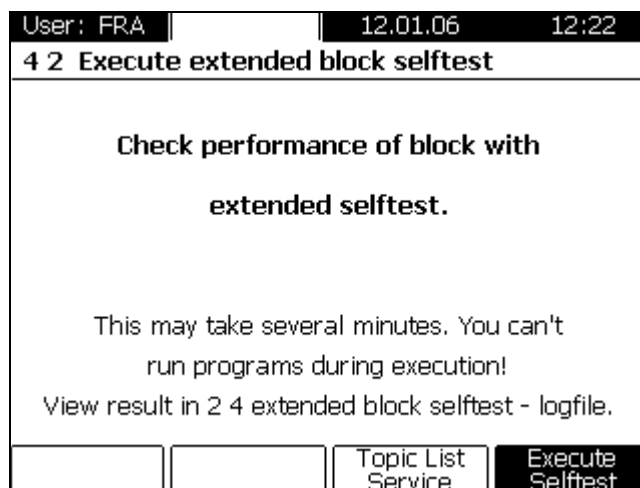 User: FRA 12.01.06 12:22
4 2 Execute extended block selftest
Check performance of block with
extended selftest.
This may take several minutes. You can't
run programs during execution!
View result in 2 4 extended block selftest - logfile.
Topic List Execute
Service Selftest